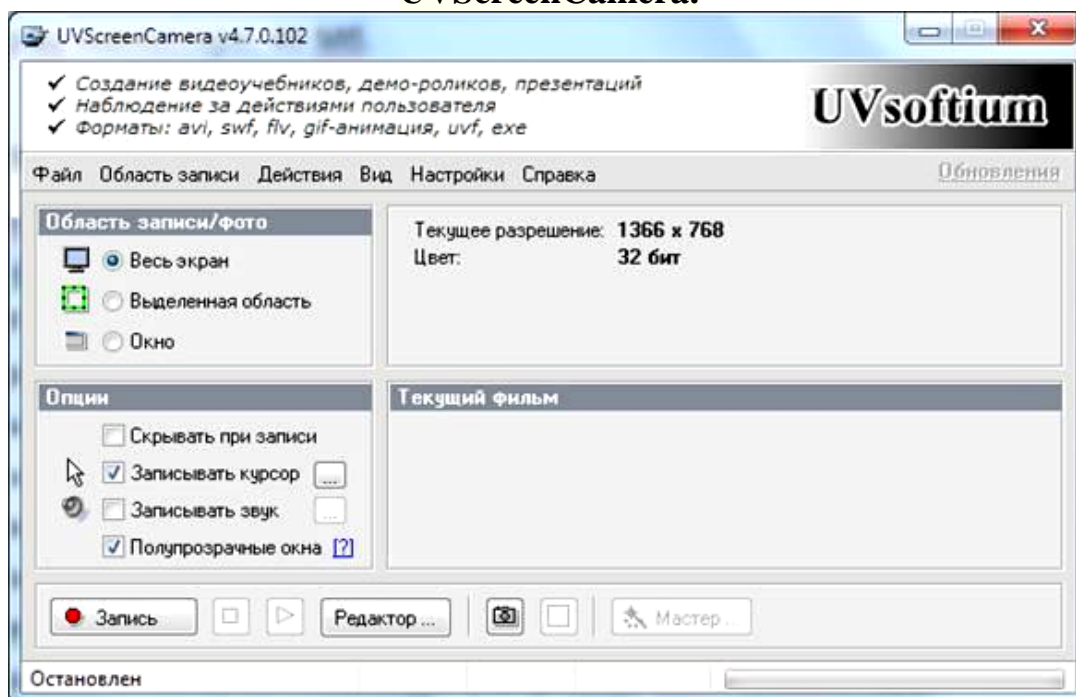 UVScreenCamera.
UVScreenCamera v4.7.0.102
✓ Создание видеоучебников, демо-роликов, презентаций
✓ Наблюдение за действиями пользователя
✓ Форматы: avi, swf, flv, gif-анимация, uvf, exe
UVsoftium
Файл Область записи Действия Вид Настройки Справка Обновления
Область записи/фото
Весь экран
Выделенная область
Окно
Текущее разрешение: 1366 x 768
Цвет: 32 бит
Опции
Скрывать при записи
Записывать курсор ...
Записывать звук ...
Полупрозрачные окна [?]
Текущий фильм
Запись Редактор ... Мастер ...
Остановлен